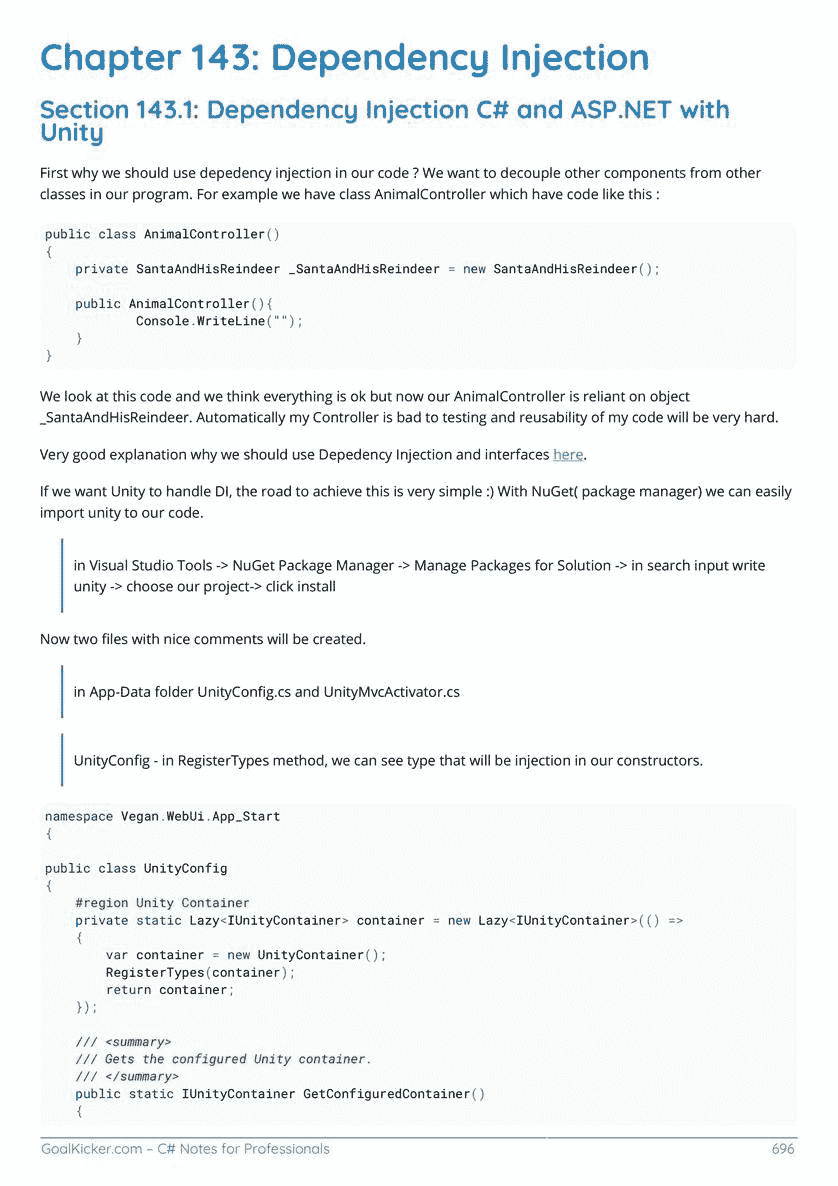 Chapter 143: Dependency Injection
Section 143.1: Dependency Injection C# and ASP.NET with
Unity
First why we should use depedency injection in our code ? We want to decouple other components from other
classes in our program. For example we have class AnimalController which have code like this :
public class AnimalController()
{
    private SantaAndHisReindeer _SantaAndHisReindeer = new SantaAndHisReindeer();

    public AnimalController(){
            Console.WriteLine("");
    }
}
We look at this code and we think everything is ok but now our AnimalController is reliant on object
_SantaAndHisReindeer. Automatically my Controller is bad to testing and reusability of my code will be very hard.
Very good explanation why we should use Depedency Injection and interfaces here.
If we want Unity to handle DI, the road to achieve this is very simple :) With NuGet( package manager) we can easily
import unity to our code.
in Visual Studio Tools -> NuGet Package Manager -> Manage Packages for Solution -> in search input write
unity -> choose our project-> click install
Now two files with nice comments will be created.
in App-Data folder UnityConfig.cs and UnityMvcActivator.cs
UnityConfig - in RegisterTypes method, we can see type that will be injection in our constructors.
namespace Vegan.WebUi.App_Start
{

public class UnityConfig
{
    #region Unity Container
    private static Lazy<IUnityContainer> container = new Lazy<IUnityContainer>(() =>
    {
        var container = new UnityContainer();
        RegisterTypes(container);
        return container;
    });

    /// <summary>
    /// Gets the configured Unity container.
    /// </summary>
    public static IUnityContainer GetConfiguredContainer()
    {
GoalKicker.com – C# Notes for Professionals
696